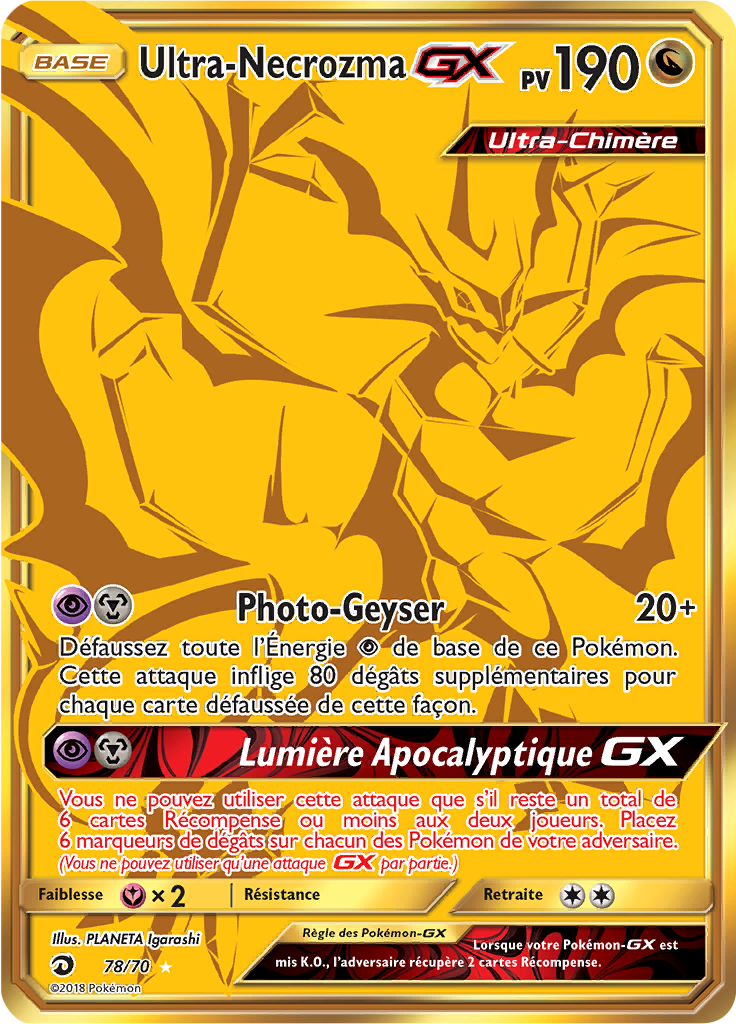 BASE Ultra-Necrozma GX PV 190
Ultra-Chimère
Photo-Geyser 20+
Défaussez toute l'Énergie de base de ce Pokémon.
Cette attaque inflige 80 dégâts supplémentaires pour
chaque carte défaussée de cette façon.
Lumière Apocalyptique GX
Vous ne pouvez utiliser cette attaque que s'il reste un total de
6 cartes Récompense ou moins aux deux joueurs. Placez
6 marqueurs de dégâts sur chacun des Pokémon de votre adversaire.
(Vous ne pouvez utiliser qu'une attaque GX par partie.)
Faiblesse ×2 Résistance Retraite
Illus. PLANETA Igarashi
78/70
©2018 Pokémon
Règle des Pokémon-GX
Lorsque votre Pokémon-GX est
mis K.O., l'adversaire récupère 2 cartes Récompense.